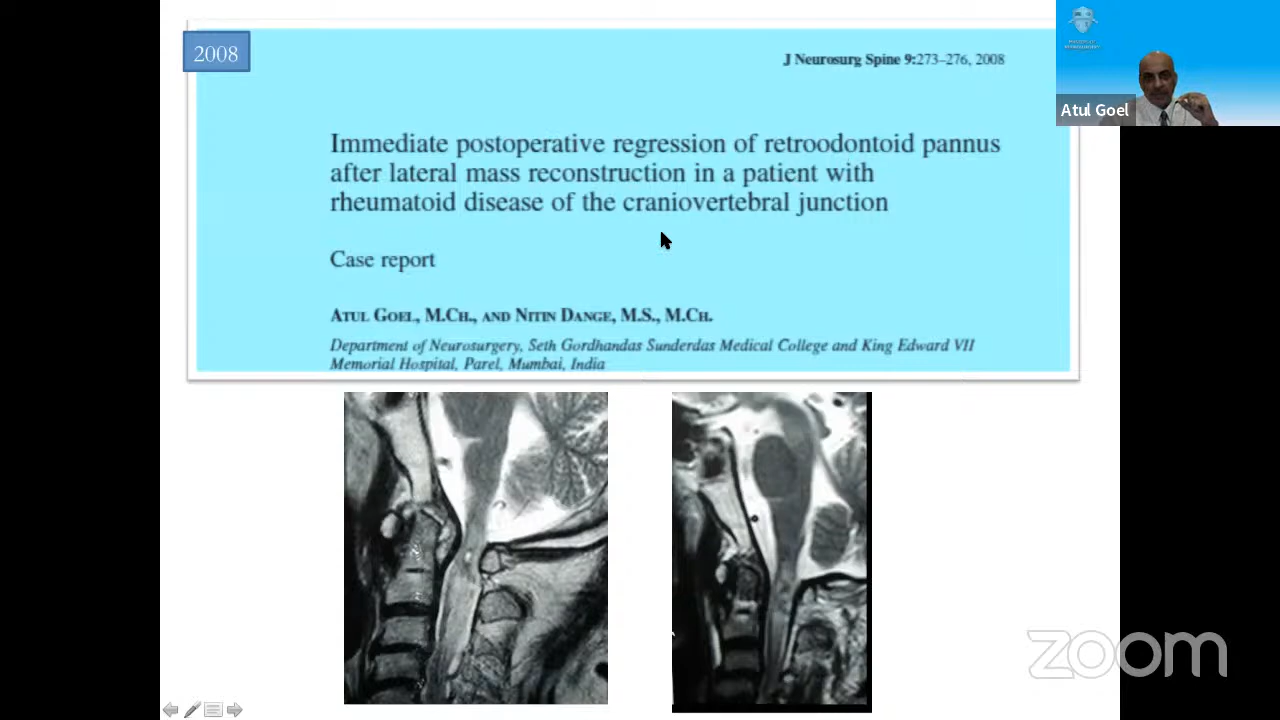 2008
J Neurosurg Spine 9:273–276, 2008
Immediate postoperative regression of retroodontoid pannus
after lateral mass reconstruction in a patient with
rheumatoid disease of the craniovertebral junction
Case report
ATUL GOEL, M.CH., AND NITIN DANGE, M.S., M.CH.
Department of Neurosurgery, Seth Gordhandas Sunderdas Medical College and King Edward VII
Memorial Hospital, Parel, Mumbai, India
Atul Goel
zoom